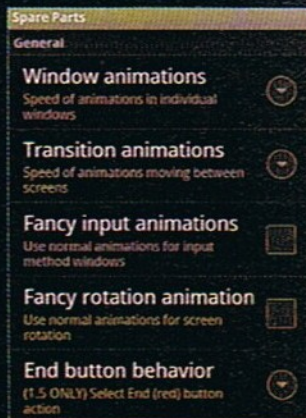 Spare Parts
General
Window animations
Speed of animations in individual
windows
Transition animations
Speed of animations moving between
screens
Fancy input animations
Use normal animations for input
method windows
Fancy rotation animation
Use normal animations for screen
rotation
End button behavior
(1.5 ONLY) Select End (red) button
action